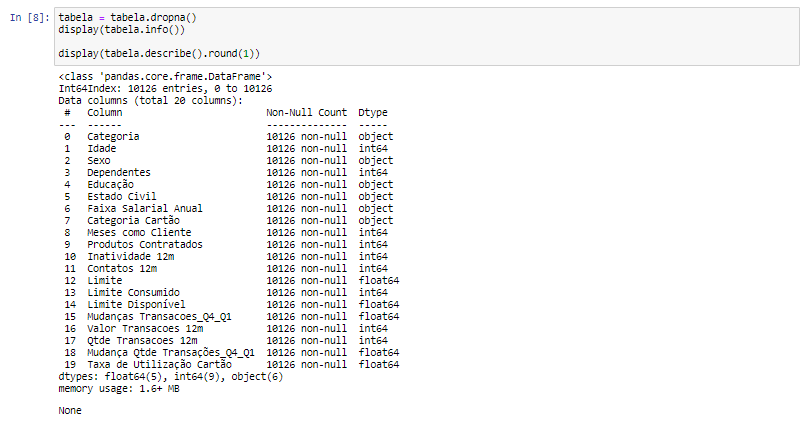 In [8]: tabela = tabela.dropna()
display(tabela.info())
display(tabela.describe().round(1))
<class 'pandas.core.frame.DataFrame'>
Int64Index: 10126 entries, 0 to 10126
Data columns (total 20 columns):
 #   Column                     Non-Null Count  Dtype
---  ------                     --------------  -----
 0   Categoria                  10126 non-null  object
 1   Idade                      10126 non-null  int64
 2   Sexo                       10126 non-null  object
 3   Dependentes                10126 non-null  int64
 4   Educação                   10126 non-null  object
 5   Estado Civil               10126 non-null  object
 6   Faixa Salarial Anual       10126 non-null  object
 7   Categoria Cartão           10126 non-null  object
 8   Meses como Cliente         10126 non-null  int64
 9   Produtos Contratados       10126 non-null  int64
 10  Inatividade 12m            10126 non-null  int64
 11  Contatos 12m               10126 non-null  int64
 12  Limite                     10126 non-null  float64
 13  Limite Consumido           10126 non-null  int64
 14  Limite Disponível          10126 non-null  float64
 15  Mudanças Transacoes_Q4_Q1  10126 non-null  float64
 16  Valor Transacoes 12m       10126 non-null  int64
 17  Qtde Transacoes 12m        10126 non-null  int64
 18  Mudança Qtde Transações_Q4_Q1  10126 non-null  float64
 19  Taxa de Utilização Cartão  10126 non-null  float64
dtypes: float64(5), int64(9), object(6)
memory usage: 1.6+ MB
None